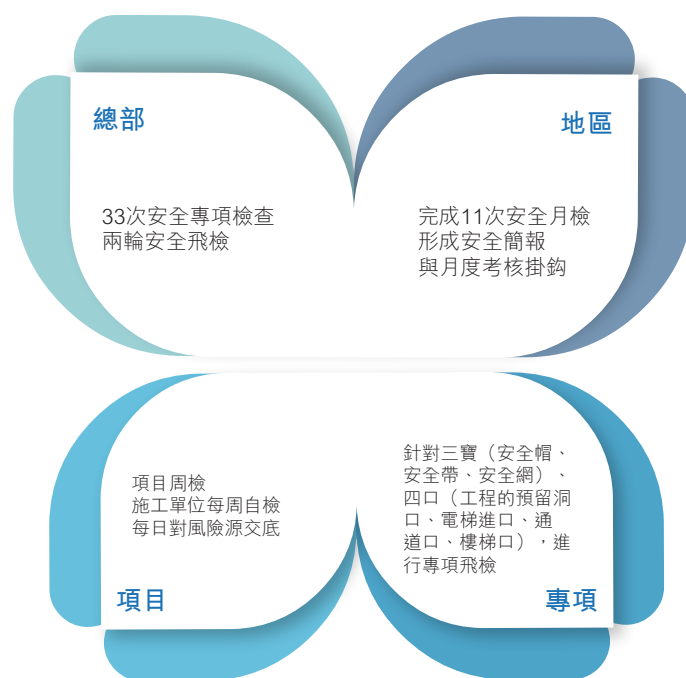 總部
33次安全專項檢查
兩輪安全飛檢
地區
完成11次安全月檢
形成安全簡報
與月度考核掛鈎
項目周檢
施工單位每周自檢
每日對風險源交底
項目
針對三寶（安全帽、
安全帶、安全網）、
四口（工程的預留洞
口、電梯進口、通
道口、樓梯口），進
行專項飛檢
專項